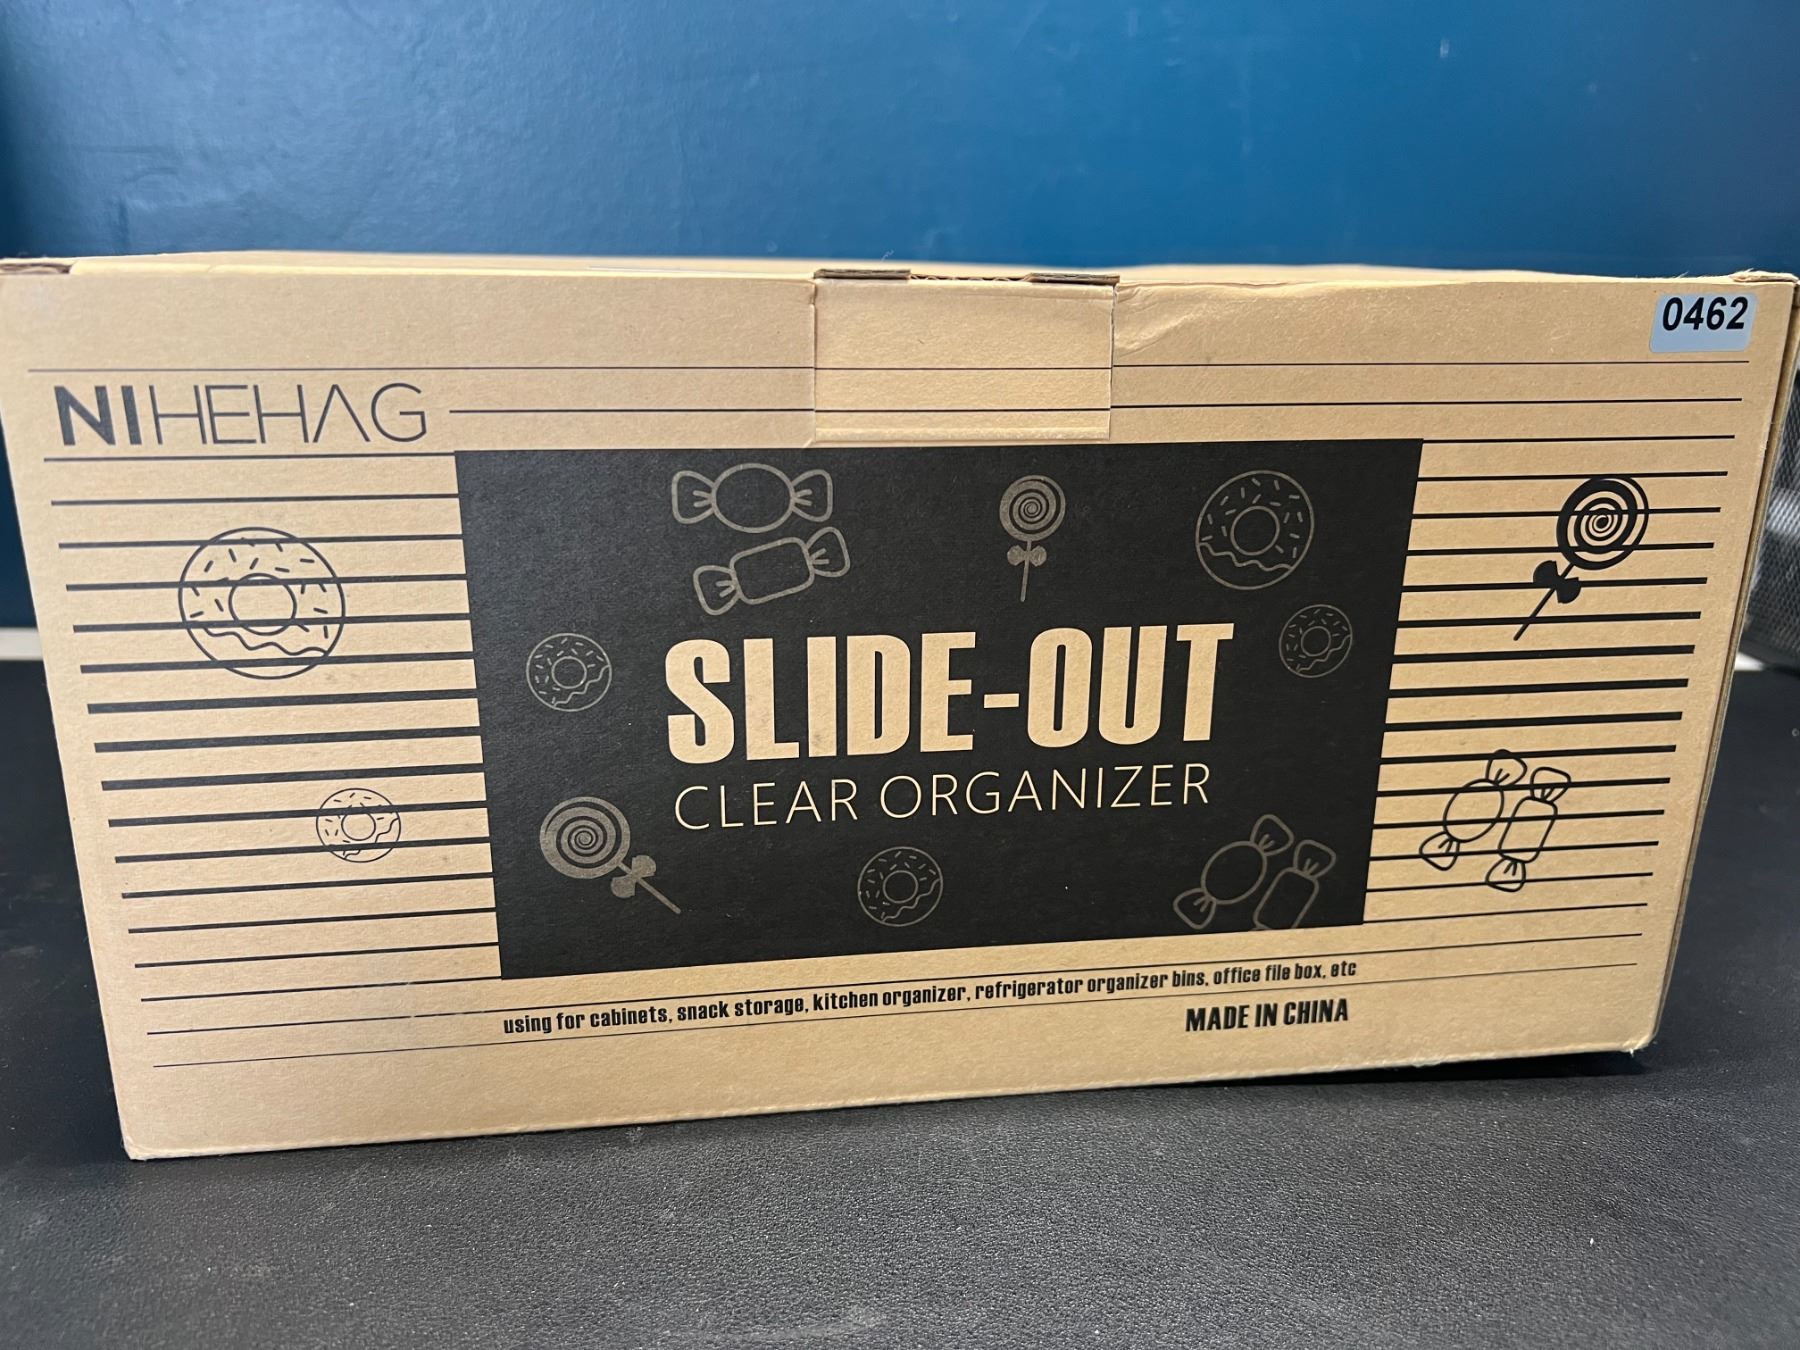 0462
NIHEHAG
SLIDE-OUT
CLEAR ORGANIZER
using for cabinets, snack storage, kitchen organizer, refrigerator organizer bins, office file box, etc
MADE IN CHINA